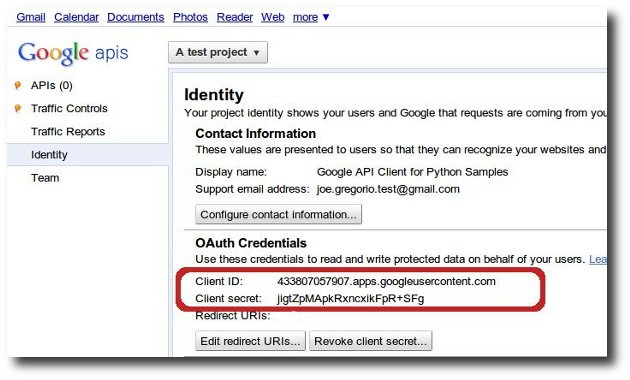 Gmail Calendar Documents Photos Reader Web more ▼
Google apis
A test project ▼
APIs (0)
Traffic Controls
Traffic Reports
Identity
Team
Identity
Your project identity shows your users and Google that requests are coming from you
Contact Information
These values are presented to users so that they can recognize your websites and
Display name: Google API Client for Python Samples
Support email address: joe.gregorio.test@gmail.com
Configure contact information...
OAuth Credentials
Use these credentials to read and write protected data on behalf of your users. Lea
Client ID: 433807057907.apps.googleusercontent.com
Client secret: jigtZpMApkRxncxikFpR+SFg
Redirect URIs:
Edit redirect URIs... Revoke client secret...